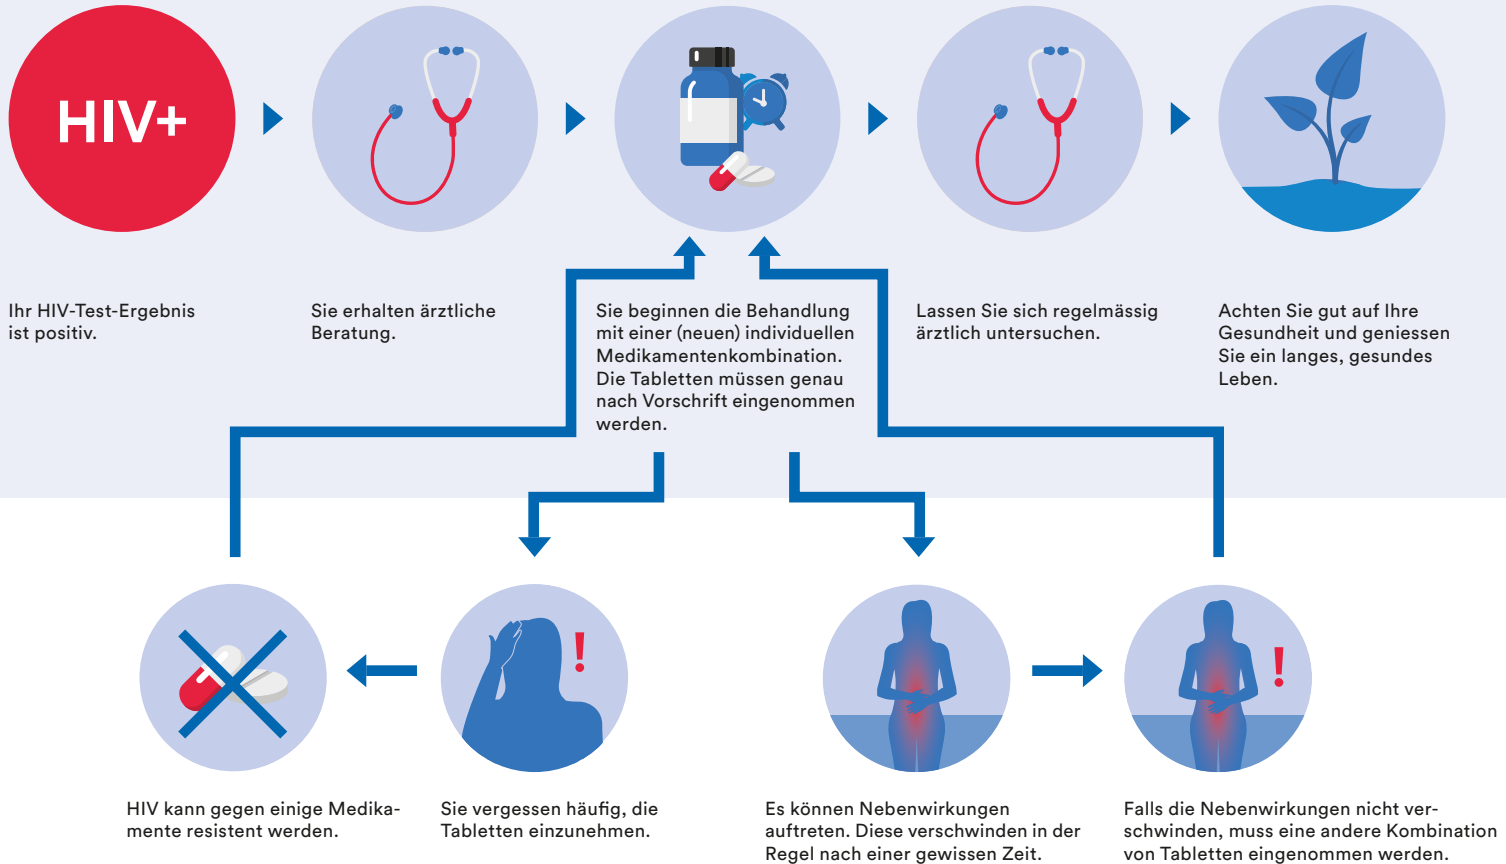 HIV+
Ihr HIV-Test-Ergebnis
ist positiv.
Sie erhalten ärztliche
Beratung.
Sie beginnen die Behandlung
mit einer (neuen) individuellen
Medikamentenkombination.
Die Tabletten müssen genau
nach Vorschrift eingenommen
werden.
Lassen Sie sich regelmässig
ärztlich untersuchen.
Achten Sie gut auf Ihre
Gesundheit und geniessen
Sie ein langes, gesundes
Leben.
!
!
HIV kann gegen einige Medika-
mente resistent werden.
Sie vergessen häufig, die
Tabletten einzunehmen.
Es können Nebenwirkungen
auftreten. Diese verschwinden in der
Regel nach einer gewissen Zeit.
Falls die Nebenwirkungen nicht ver-
schwinden, muss eine andere Kombination
von Tabletten eingenommen werden.